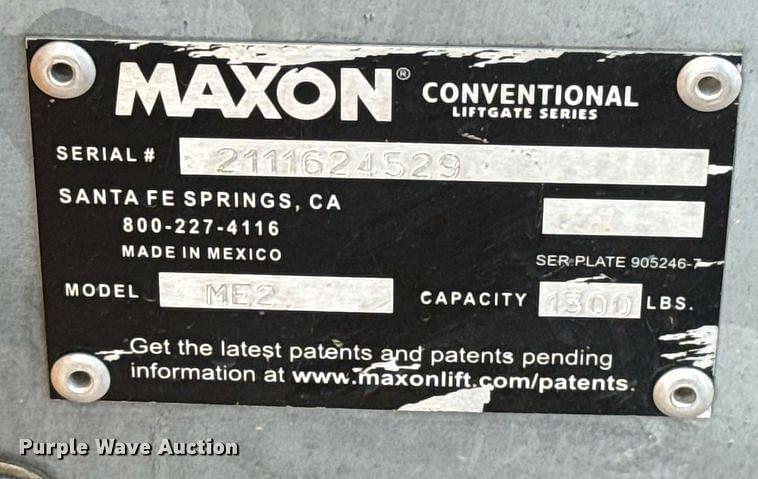 MAXON® CONVENTIONAL
LIFTGATE SERIES
SERIAL # 2111624529
SANTA FE SPRINGS, CA
800-227-4116
MADE IN MEXICO
SER.PLATE 905246-7
MODEL ME2 CAPACITY 1300 LBS.
Get the latest patents and patents pending
information at www.maxonlift.com/patents.
Purple Wave Auction